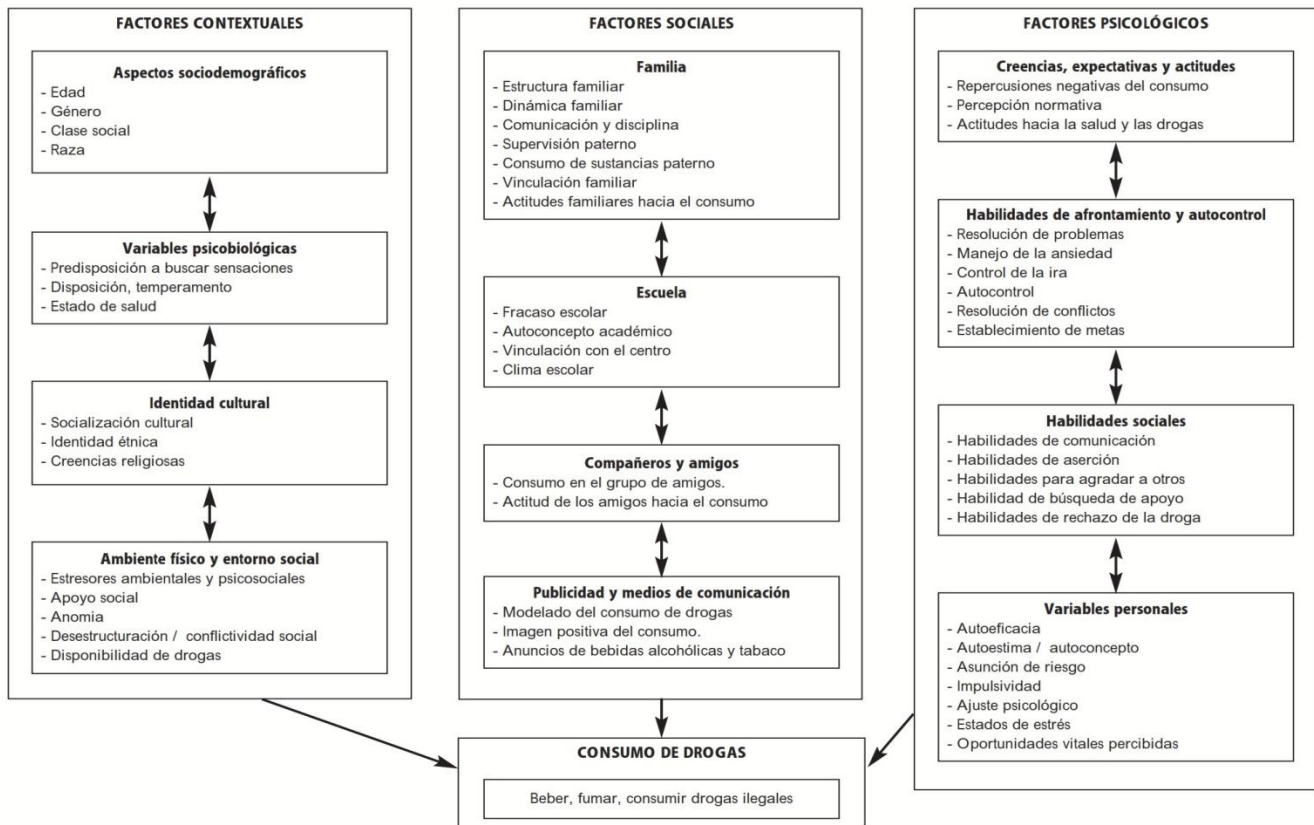 FACTORES CONTEXTUALES
Aspectos sociodemográficos
- Edad
- Género
- Clase social
- Raza
Variables psicobiológicas
- Predisposición a buscar sensaciones
- Disposición, temperamento
- Estado de salud
Identidad cultural
- Socialización cultural
- Identidad étnica
- Creencias religiosas
Ambiente físico y entorno social
- Estresores ambientales y psicosociales
- Apoyo social
- Anomia
- Desestructuración / conflictividad social
- Disponibilidad de drogas
FACTORES SOCIALES
Familia
- Estructura familiar
- Dinámica familiar
- Comunicación y disciplina
- Supervisión paterno
- Consumo de sustancias paterno
- Vinculación familiar
- Actitudes familiares hacia el consumo
Escuela
- Fracaso escolar
- Autoconcepto académico
- Vinculación con el centro
- Clima escolar
Compañeros y amigos
- Consumo en el grupo de amigos.
- Actitud de los amigos hacia el consumo
Publicidad y medios de comunicación
- Modelado del consumo de drogas
- Imagen positiva del consumo.
- Anuncios de bebidas alcohólicas y tabaco
FACTORES PSICOLÓGICOS
Creencias, expectativas y actitudes
- Repercusiones negativas del consumo
- Percepción normativa
- Actitudes hacia la salud y las drogas
Habilidades de afrontamiento y autocontrol
- Resolución de problemas
- Manejo de la ansiedad
- Control de la ira
- Autocontrol
- Resolución de conflictos
- Establecimiento de metas
Habilidades sociales
- Habilidades de comunicación
- Habilidades de aserción
- Habilidades para agradar a otros
- Habilidad de búsqueda de apoyo
- Habilidades de rechazo de la droga
Variables personales
- Autoeficacia
- Autoestima / autoconcepto
- Asunción de riesgo
- Impulsividad
- Ajuste psicológico
- Estados de estrés
- Oportunidades vitales percibidas
CONSUMO DE DROGAS
Beber, fumar, consumir drogas ilegales